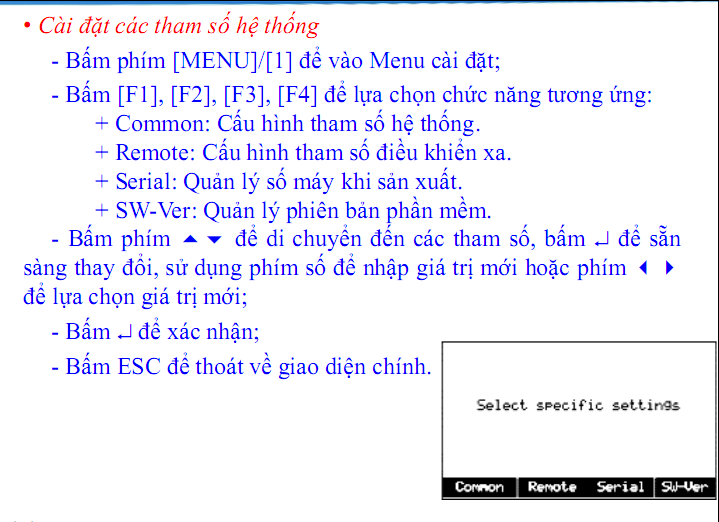 • Cài đặt các tham số hệ thống
- Bấm phím [MENU]/[1] để vào Menu cài đặt;
- Bấm [F1], [F2], [F3], [F4] để lựa chọn chức năng tương ứng:
+ Common: Cấu hình tham số hệ thống.
+ Remote: Cấu hình tham số điều khiển xa.
+ Serial: Quản lý số máy khi sản xuất.
+ SW-Ver: Quản lý phiên bản phần mềm.
- Bấm phím ▲▼ để di chuyển đến các tham số, bấm ↵ để sẵn
sàng thay đổi, sử dụng phím số để nhập giá trị mới hoặc phím ◄ ►
để lựa chọn giá trị mới;
- Bấm ↵ để xác nhận;
- Bấm ESC để thoát về giao diện chính.
Select specific settings
Common Remote Serial SW-Ver